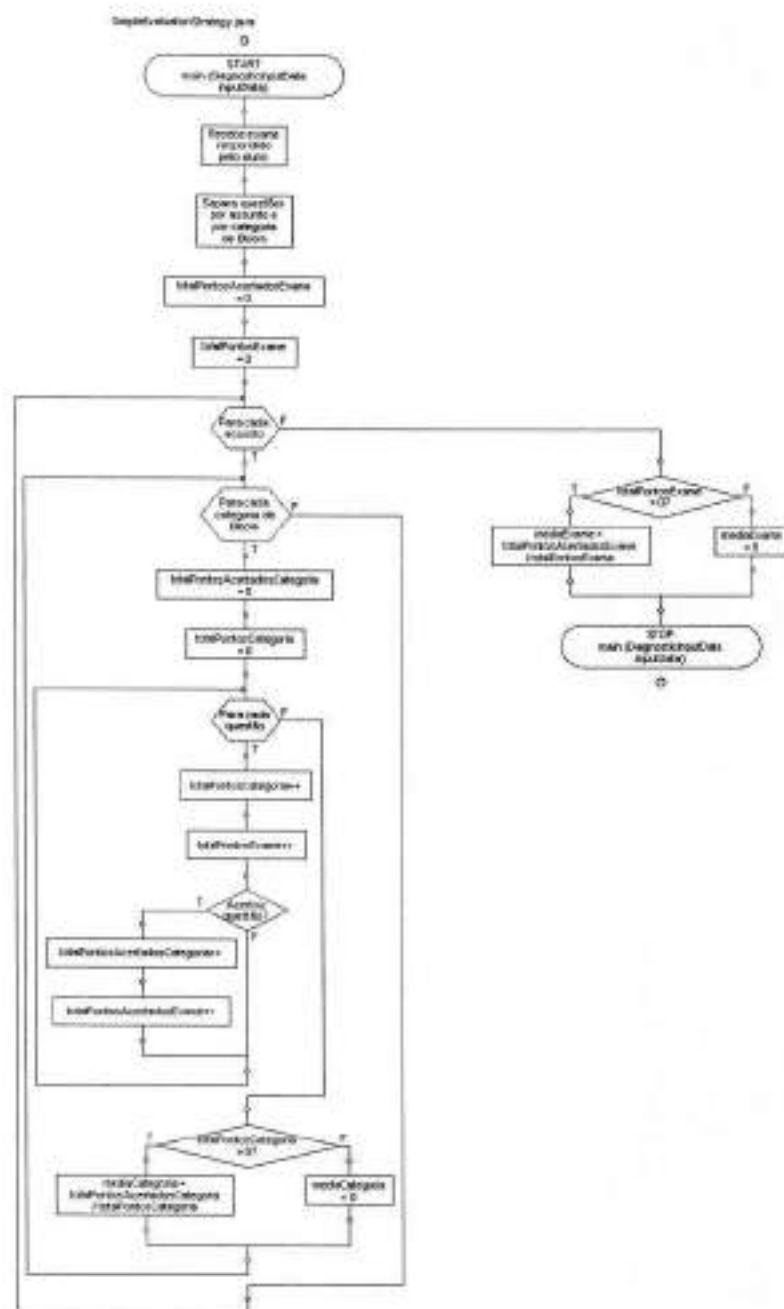 SimpleEvaluationStrategy.java
START
main (DiagnosticInputData
inputData)
Recebe exame
respondido
pelo aluno
Separa questões
por assunto e
por categoria
de Bloom
totalPontosAcertadosExame
= 0
totalPontosExame
= 0
Para cada
assunto
F
T
Para cada
categoria de
Bloom
F
T
totalPontosExame
T
F
mediaExame =
totalPontosAcertadosExame
/totalPontosExame
mediaExame
= 0
STOP
main (DiagnosticInputData
inputData)
totalPontosAcertadosCategoria
= 0
totalPontosCategoria
= 0
Para cada
questão
F
T
totalPontosCategoria++
totalPontosExame++
Acertou
questão
T
F
totalPontosAcertadosCategoria++
totalPontosAcertadosExame++
totalPontosCategoria
T
F
mediaCategoria =
totalPontosAcertadosCategoria
/totalPontosCategoria
mediaCategoria
= 0